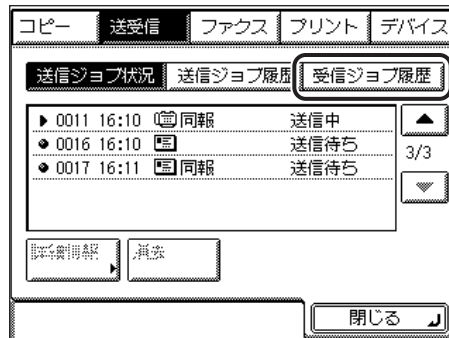 コピー 送受信 ファクス プリント デバイス
送信ジョブ状況 送信ジョブ履歴 受信ジョブ履歴
0011 16:10 同報 送信中
0016 16:10 送信待ち
0017 16:11 同報 送信待ち
3/3
詳細情報 消去
閉じる